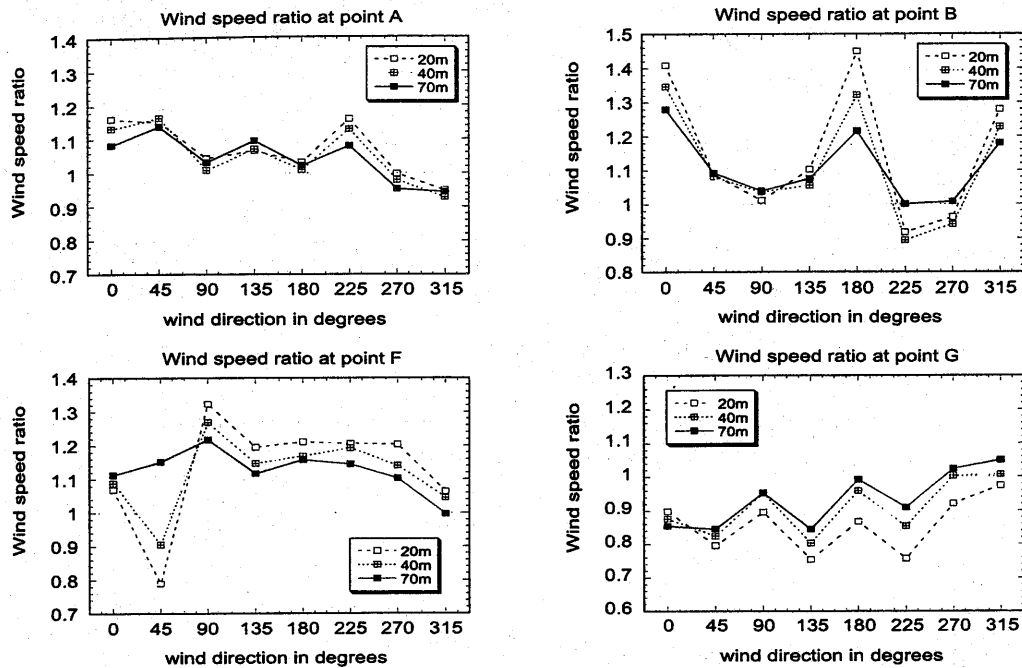 Wind speed ratio at point A
1.4
1.3
1.2
1.1
1
0.9
0.8
0.7
Wind speed ratio
20m
40m
70m
0 45 90 135 180 225 270 315
wind direction in degrees
Wind speed ratio at point B
1.5
1.4
1.3
1.2
1.1
1
0.9
0.8
Wind speed ratio
20m
40m
70m
0 45 90 135 180 225 270 315
wind direction in degrees
Wind speed ratio at point F
1.4
1.3
1.2
1.1
1
0.9
0.8
0.7
Wind speed ratio
20m
40m
70m
0 45 90 135 180 225 270 315
wind direction in degrees
Wind speed ratio at point G
1.3
1.2
1.1
1
0.9
0.8
0.7
0.6
Wind speed ratio
20m
40m
70m
0 45 90 135 180 225 270 315
wind direction in degrees